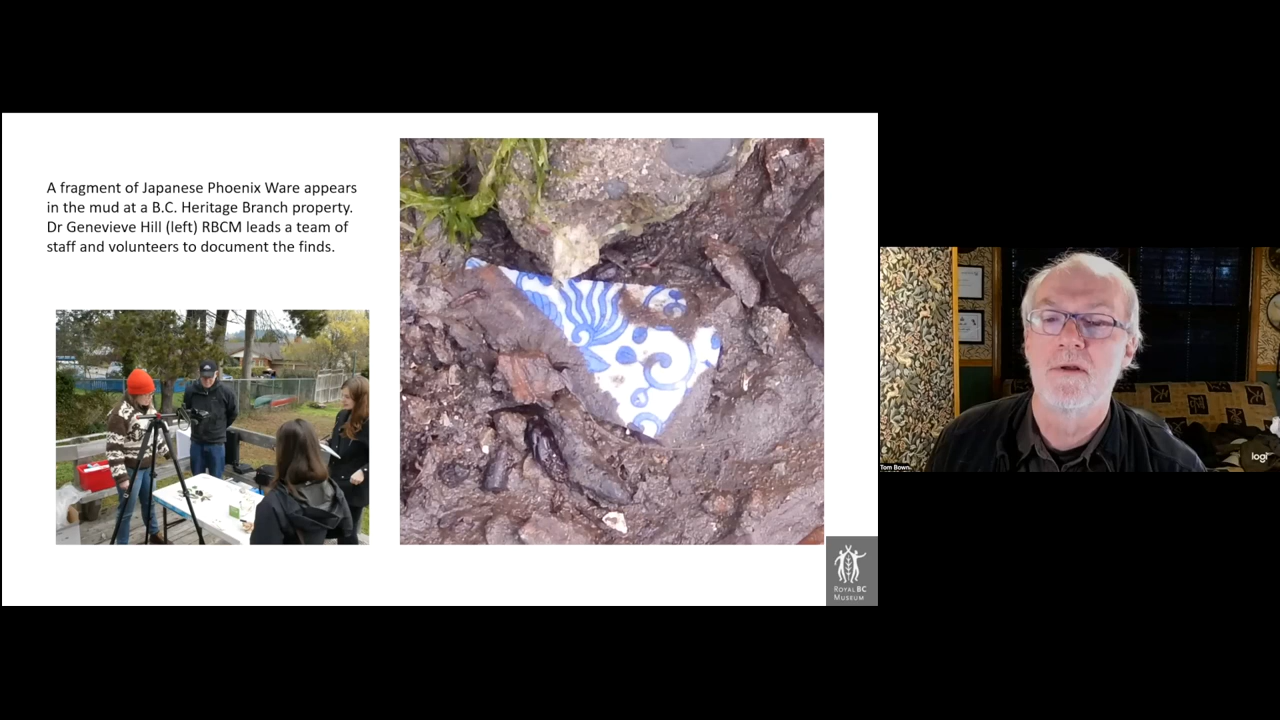 A fragment of Japanese Phoenix Ware appears
in the mud at a B.C. Heritage Branch property.
Dr Genevieve Hill (left) RBCM leads a team of
staff and volunteers to document the finds.
ROYAL BC
MUSEUM
Tom Bown
logi